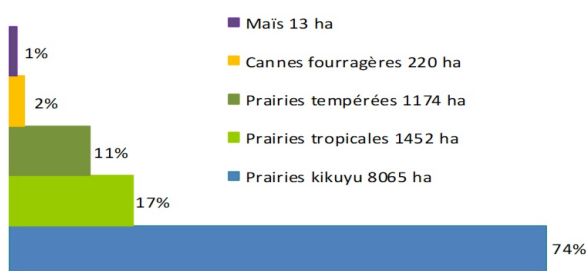 Maïs 13 ha
1%
Cannes fourragères 220 ha
2%
Prairies tempérées 1174 ha
11%
Prairies tropicales 1452 ha
17%
Prairies kikuyu 8065 ha
74%